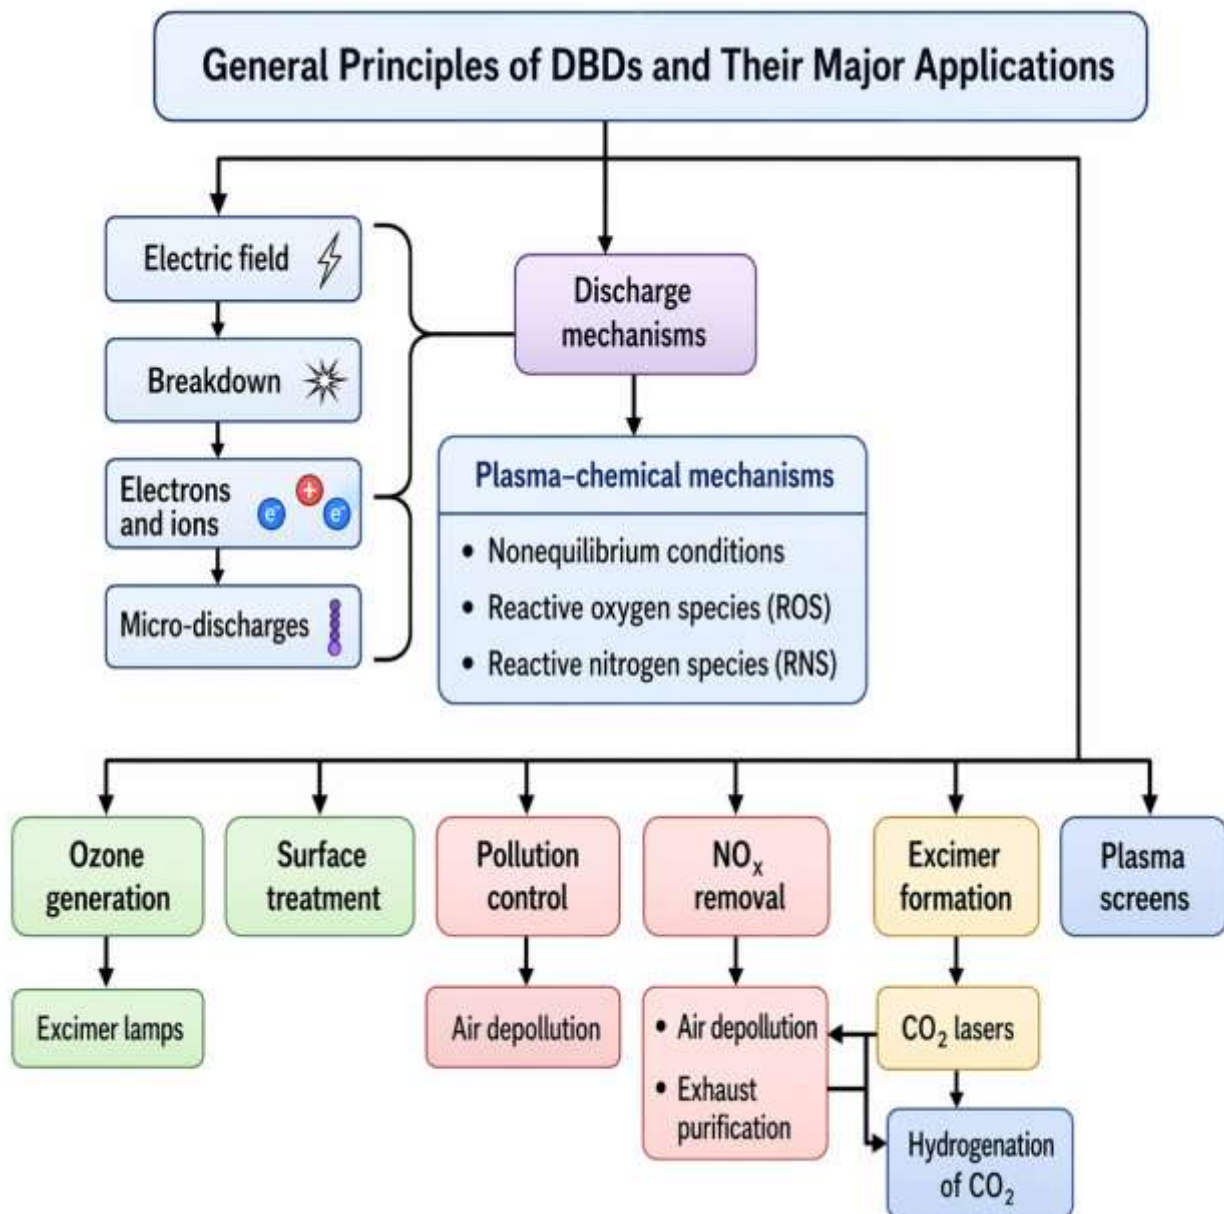 General Principles of DBDs and Their Major Applications
Electric field
Breakdown
Electrons
and ions
e⁻
+
e⁻
Micro-discharges
Discharge
mechanisms
Plasma–chemical mechanisms
• Nonequilibrium conditions
• Reactive oxygen species (ROS)
• Reactive nitrogen species (RNS)
Ozone
generation
Surface
treatment
Pollution
control
NOₓ
removal
Excimer
formation
Plasma
screens
Excimer lamps
Air depollution
• Air depollution
• Exhaust
purification
CO₂ lasers
Hydrogenation
of CO₂